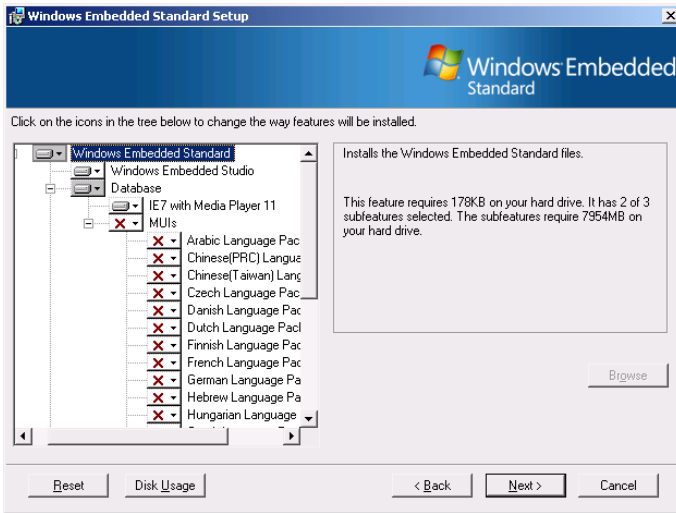 Windows Embedded Standard Setup
Windows Embedded
Standard
Click on the icons in the tree below to change the way features will be installed.
Windows Embedded Standard
Windows Embedded Studio
Database
IE7 with Media Player 11
MUIs
Arabic Language Pac
Chinese(PRC) Langua
Chinese(Taiwan) Lang
Czech Language Pac
Danish Language Pac
Dutch Language Pacl
Finnish Language Pac
French Language Pac
German Language Pa
Hebrew Language Pa
Hungarian Language
Installs the Windows Embedded Standard files.
This feature requires 178KB on your hard drive. It has 2 of 3
subfeatures selected. The subfeatures require 7954MB on
your hard drive.
Browse
Reset
Disk Usage
< Back
Next >
Cancel